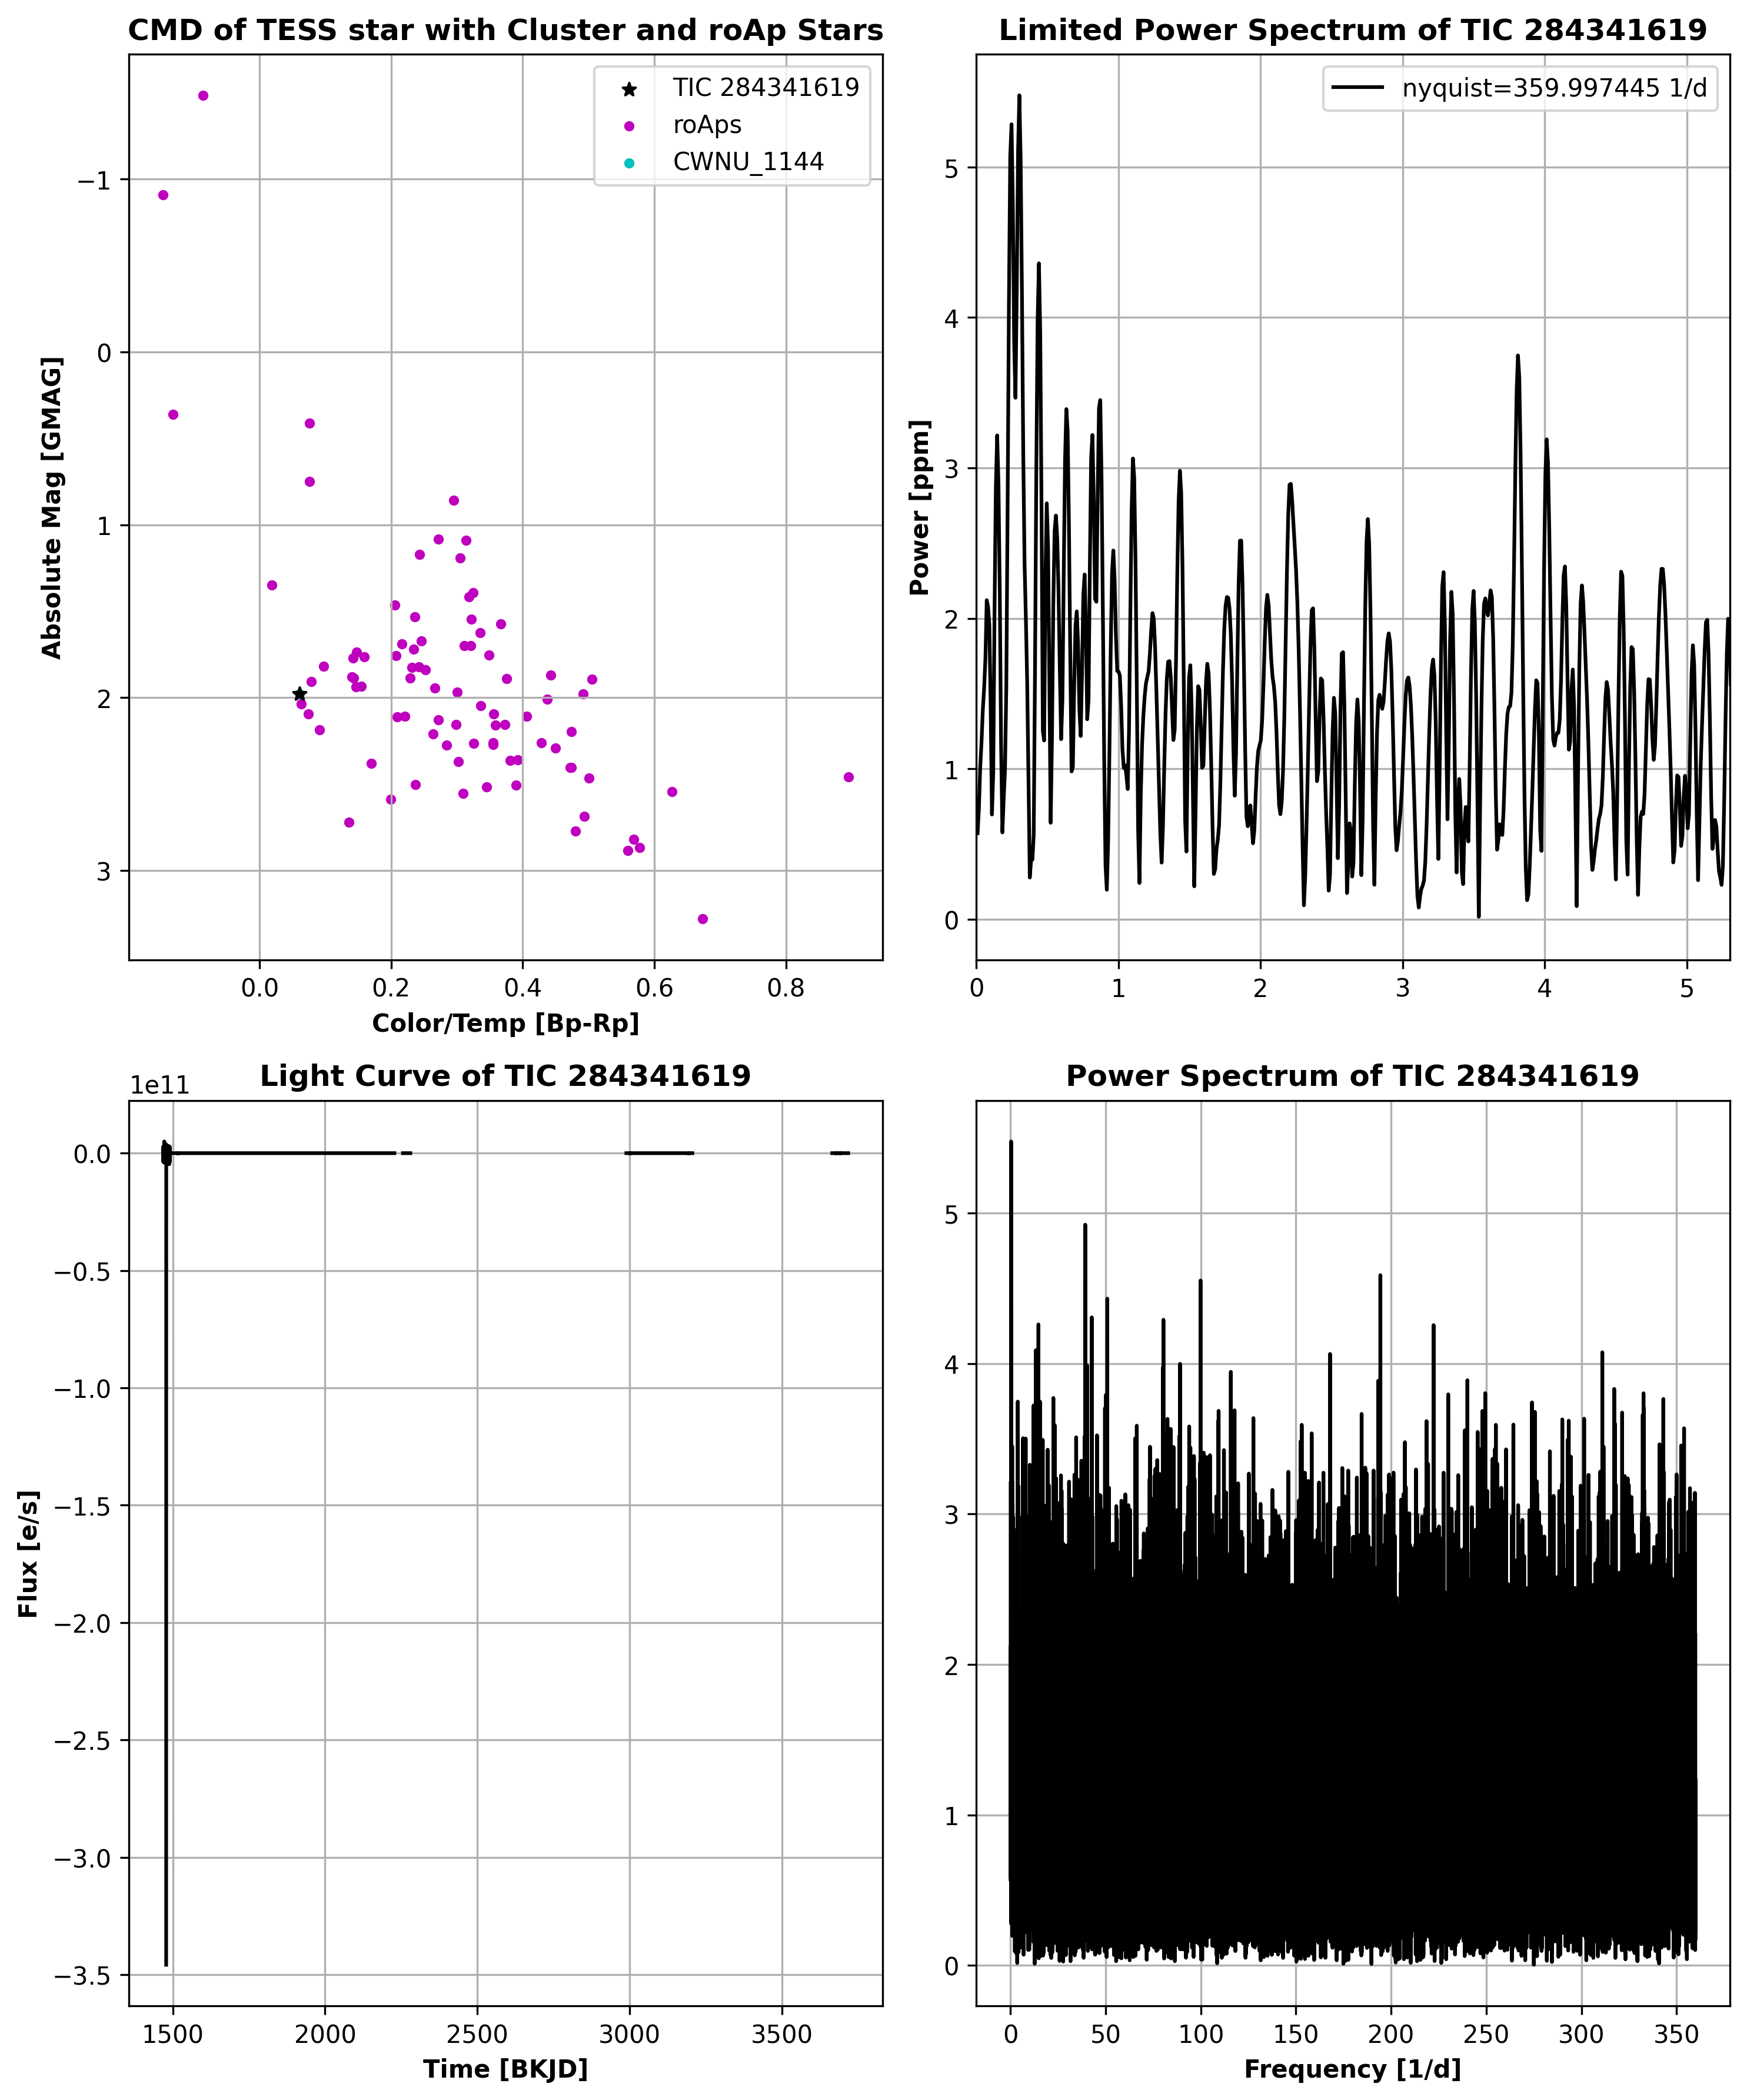 CMD of TESS star with Cluster and roAp Stars
TIC 284341619
roAps
CWNU_1144
Absolute Mag [GMAG]
−1
0
1
2
3
0.0 0.2 0.4 0.6 0.8
Color/Temp [Bp-Rp]
Limited Power Spectrum of TIC 284341619
nyquist=359.997445 1/d
Power [ppm]
5
4
3
2
1
0
0 1 2 3 4 5
Light Curve of TIC 284341619
1e11
Flux [e/s]
0.0
−0.5
−1.0
−1.5
−2.0
−2.5
−3.0
−3.5
1500 2000 2500 3000 3500
Time [BKJD]
Power Spectrum of TIC 284341619
5
4
3
2
1
0
0 50 100 150 200 250 300 350
Frequency [1/d]